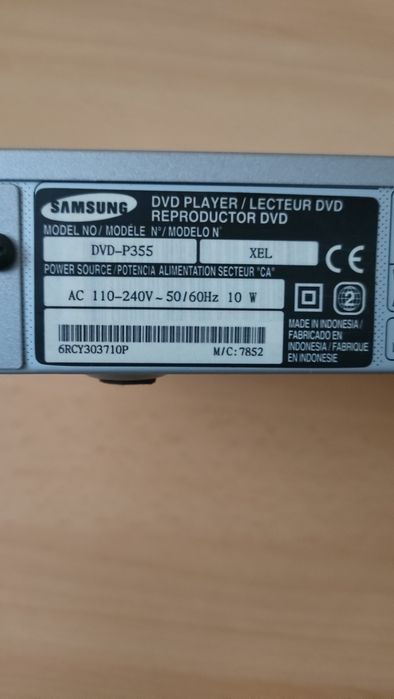 SAMSUNG
DVD PLAYER / LECTEUR DVD
REPRODUCTOR DVD
MODEL NO/ MODÈLE N°/ MODELO N°
DVD-P355 XEL
POWER SOURCE/POTENCIA ALIMENTATION SECTEUR "CA"
AC 110-240V ~ 50/60Hz 10 W
CE
2
6RCY303710P M/C:7852
MADE IN INDONESIA /
FABRICADO EN
INDONESIA / FABRIQUE
EN INDONESIE